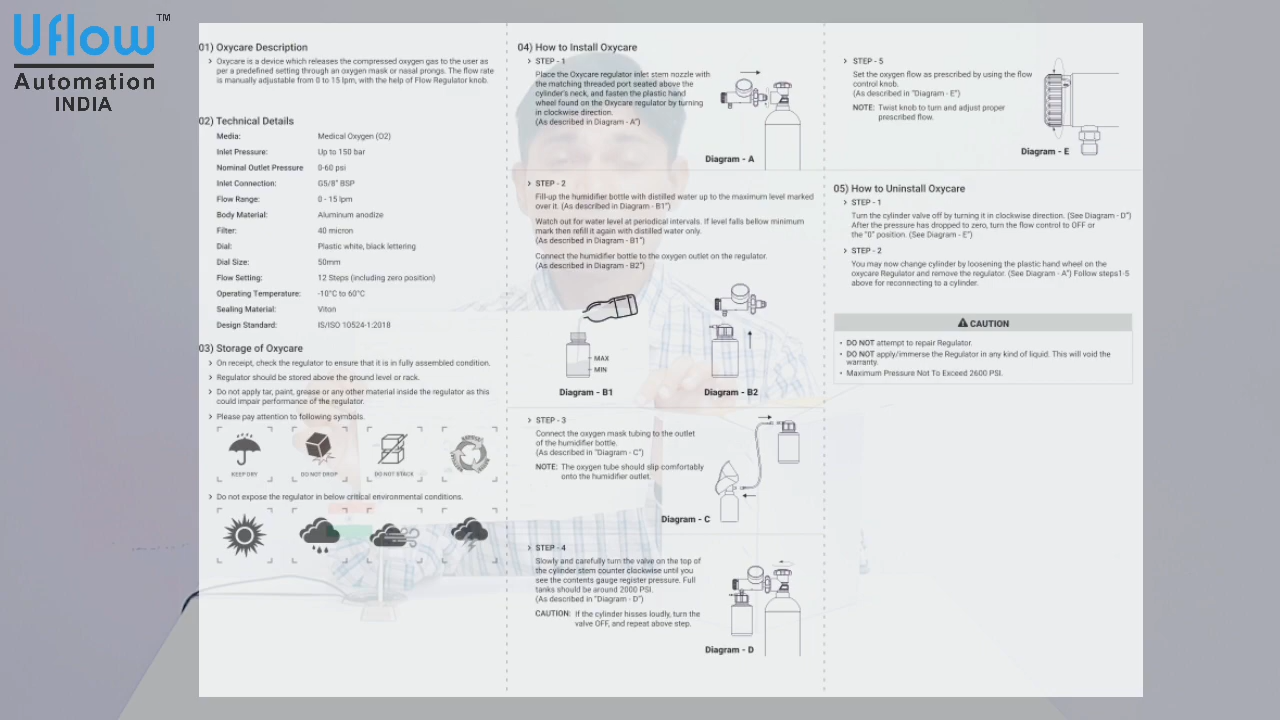 Uflow™
Automation
INDIA
01) Oxycare Description
Oxycare is a device which releases the compressed oxygen gas to the user as
per a predefined setting through an oxygen mask or nasal prongs. The flow rate
is manually adjustable from 0 to 15 lpm, with the help of Flow Regulator knob.
02) Technical Details
Media: Medical Oxygen (O2)
Inlet Pressure: Up to 150 bar
Nominal Outlet Pressure 0-60 psi
Inlet Connection: G5/8" BSP
Flow Range: 0 - 15 lpm
Body Material: Aluminum anodize
Filter: 40 micron
Dial: Plastic white, black lettering
Dial Size: 50mm
Flow Setting: 12 Steps (including zero position)
Operating Temperature: -10°C to 60°C
Sealing Material: Viton
Design Standard: IS/ISO 10524-1:2018
03) Storage of Oxycare
On receipt, check the regulator to ensure that it is in fully assembled condition.
Regulator should be stored above the ground level or rack.
Do not apply tar, paint, grease or any other material inside the regulator as this
could impair performance of the regulator.
Please pay attention to following symbols.
KEEP DRY
DO NOT DROP
DO NOT STACK
Do not expose the regulator in below critical environmental conditions.
04) How to Install Oxycare
STEP - 1
Place the Oxycare regulator inlet stem nozzle with
the matching threaded port seated above the
cylinder's neck, and fasten the plastic hand
wheel found on the Oxycare regulator by turning
in clockwise direction.
(As described in Diagram - A")
Diagram - A
STEP - 2
Fill-up the humidifier bottle with distilled water up to the maximum level marked
over it. (As described in Diagram - B1")
Watch out for water level at periodical intervals. If level falls bellow minimum
mark then refill it again with distilled water only.
(As described in Diagram - B1")
Connect the humidifier bottle to the oxygen outlet on the regulator.
(As described in Diagram - B2")
MAX
MIN
Diagram - B1
Diagram - B2
STEP - 3
Connect the oxygen mask tubing to the outlet
of the humidifier bottle.
(As described in "Diagram - C")
NOTE: The oxygen tube should slip comfortably
onto the humidifier outlet.
Diagram - C
STEP - 4
Slowly and carefully turn the valve on the top of
the cylinder stem counter clockwise until you
see the contents gauge register pressure. Full
tanks should be around 2000 PSI.
(As described in "Diagram - D")
CAUTION: If the cylinder hisses loudly, turn the
valve OFF, and repeat above step.
Diagram - D
STEP - 5
Set the oxygen flow as prescribed by using the flow
control knob.
(As described in "Diagram - E")
NOTE: Twist knob to turn and adjust proper
prescribed flow.
Diagram - E
05) How to Uninstall Oxycare
STEP - 1
Turn the cylinder valve off by turning it in clockwise direction. (See Diagram - D")
After the pressure has dropped to zero, turn the flow control to OFF or
the "0" position. (See Diagram - E")
STEP - 2
You may now change cylinder by loosening the plastic hand wheel on the
oxycare Regulator and remove the regulator. (See Diagram - A") Follow steps1-5
above for reconnecting to a cylinder.
CAUTION
• DO NOT attempt to repair Regulator.
• DO NOT apply/immerse the Regulator in any kind of liquid. This will void the
warranty.
• Maximum Pressure Not To Exceed 2600 PSI.